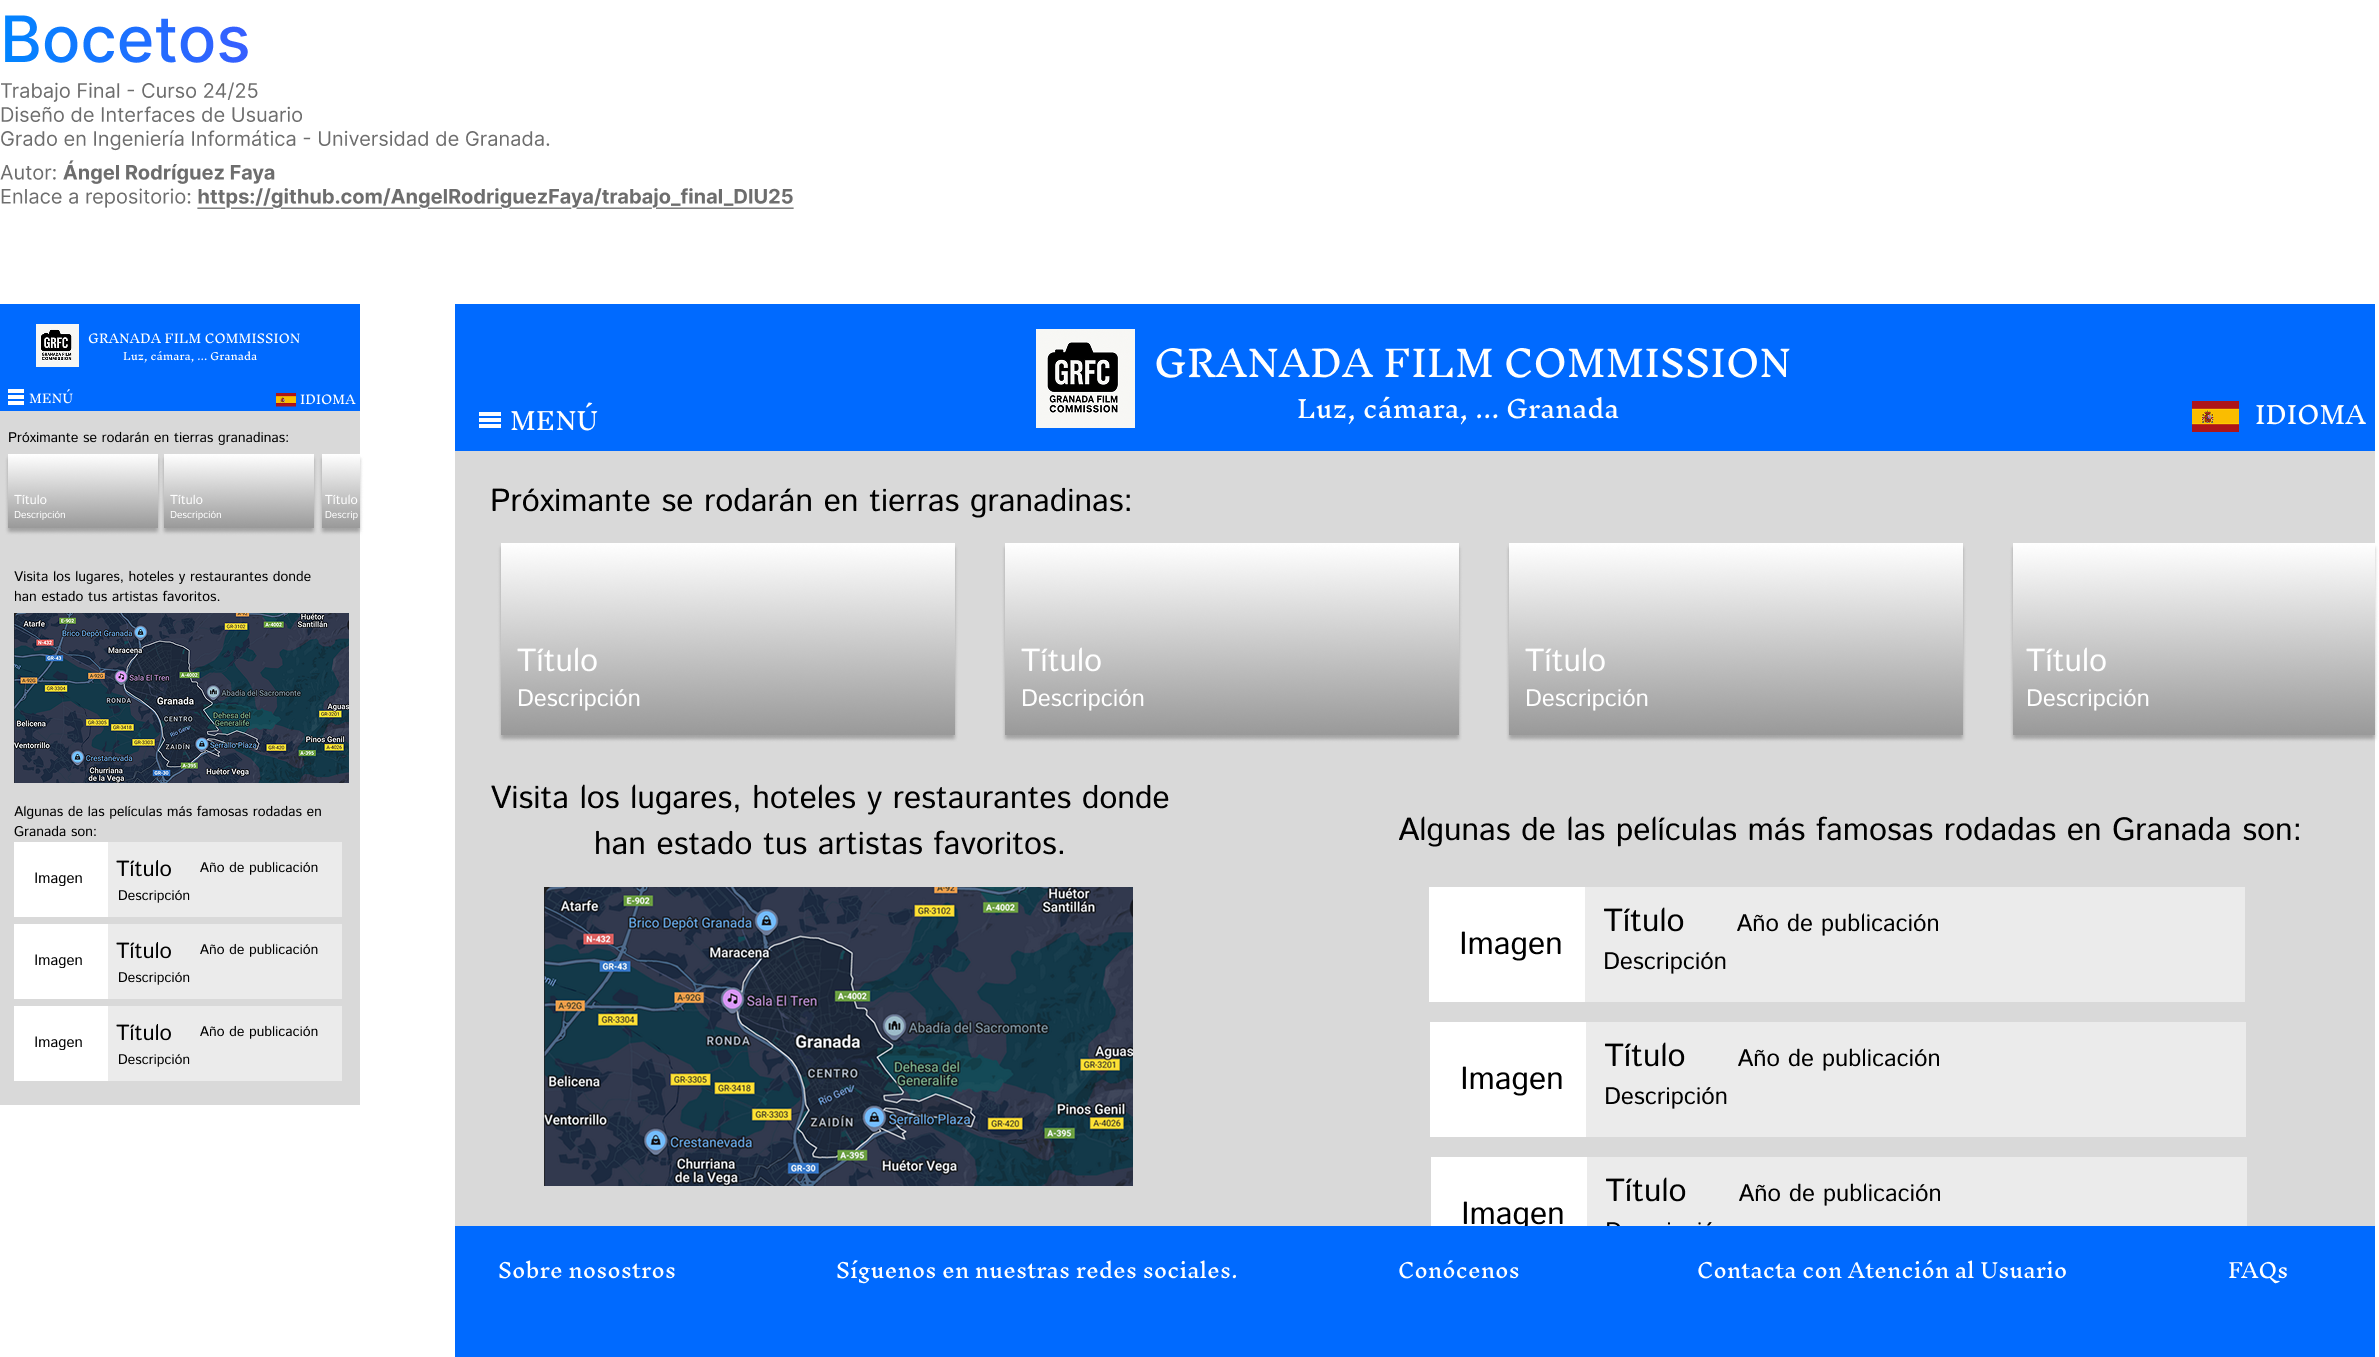 Bocetos
Trabajo Final - Curso 24/25
Diseño de Interfaces de Usuario
Grado en Ingeniería Informática - Universidad de Granada.
Autor: Ángel Rodríguez Faya
Enlace a repositorio: https://github.com/AngelRodriguezFaya/trabajo_final_DIU25
GRFC
GRANADA FILM
COMMISSION
GRANADA FILM COMMISSION
Luz, cámara, ... Granada
MENÚ
IDIOMA
Próximante se rodarán en tierras granadinas:
Título
Descripción
Título
Descripción
Título
Descrip
Visita los lugares, hoteles y restaurantes donde
han estado tus artistas favoritos.
Atarfe
E-902
Brico Depôt Granada
GR-3102
A-4002
Huétor
Santillán
N-432
Maracena
GR-43
A-92G
A-92G
Sala El Tren
A-4002
GR-3304
Abadía del Sacromonte
RONDA
Granada
Aguas
GR-3201
Belicena
GR-3305
GR-3418
CENTRO
Dehesa del
Generalife
Río Geni
Ventorrillo
GR-3303
ZAIDÍN
Serrallo Plaza
GR-420
Pinos Genil
A-4026
A-395
Crestanevada
A-395
Churriana
de la Vega
GR-30
Huétor Vega
Algunas de las películas más famosas rodadas en
Granada son:
Imagen
Título
Año de publicación
Descripción
Imagen
Título
Año de publicación
Descripción
Imagen
Título
Año de publicación
Descripción
GRFC
GRANADA FILM
COMMISSION
GRANADA FILM COMMISSION
Luz, cámara, ... Granada
MENÚ
IDIOMA
Próximante se rodarán en tierras granadinas:
Título
Descripción
Título
Descripción
Título
Descripción
Título
Descripción
Visita los lugares, hoteles y restaurantes donde
han estado tus artistas favoritos.
Atarfe
E-902
Brico Depôt Granada
A-92
GR-3102
A-4002
Huétor
Santillán
N-432
Maracena
GR-43
A-92G
A-92G
Sala El Tren
A-4002
GR-3304
Abadía del Sacromonte
RONDA
Granada
Aguas
GR-3201
Belicena
GR-3305
GR-3418
CENTRO
Dehesa del
Generalife
Río Geni
Ventorrillo
GR-3303
ZAIDÍN
Serrallo Plaza
GR-420
Pinos Genil
A-4026
A-395
Crestanevada
A-395
Churriana
de la Vega
GR-30
Huétor Vega
Algunas de las películas más famosas rodadas en Granada son:
Imagen
Título
Año de publicación
Descripción
Imagen
Título
Año de publicación
Descripción
Imagen
Título
Año de publicación
Sobre nosostros
Síguenos en nuestras redes sociales.
Conócenos
Contacta con Atención al Usuario
FAQs